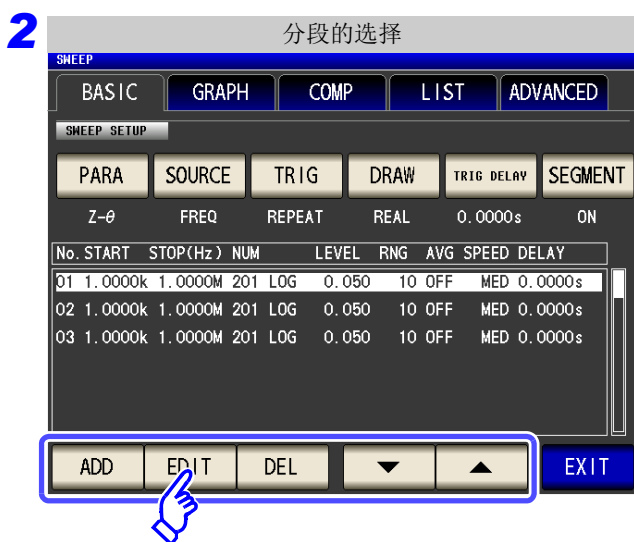 2
分段的选择
SWEEP
BASIC GRAPH COMP LIST ADVANCED
SWEEP SETUP
PARA SOURCE TRIG DRAW TRIG DELAY SEGMENT
Z-θ FREQ REPEAT REAL 0.0000s ON
No. START STOP(Hz) NUM LEVEL RNG AVG SPEED DELAY
01 1.0000k 1.0000M 201 LOG 0.050 10 OFF MED 0.0000s
02 1.0000k 1.0000M 201 LOG 0.050 10 OFF MED 0.0000s
03 1.0000k 1.0000M 201 LOG 0.050 10 OFF MED 0.0000s
ADD EDIT DEL ▼ ▲ EXIT